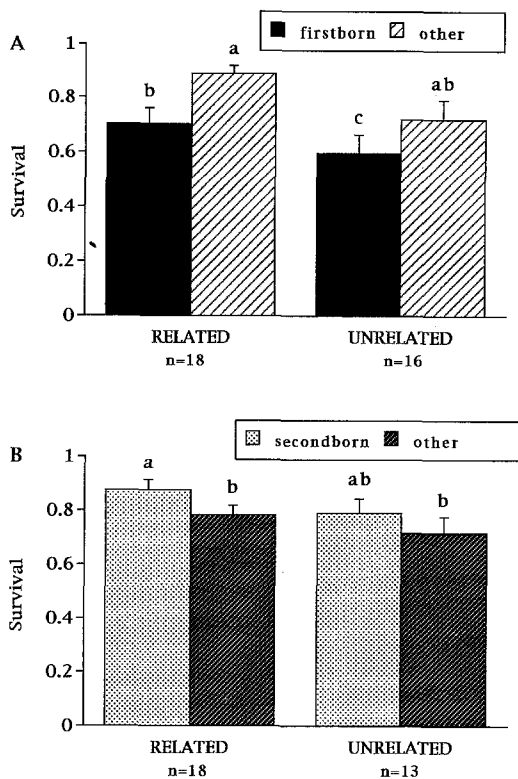 firstborn other
A
1
a
b
ab
c
0.8
0.6
0.4
0.2
0
Survival
RELATED UNRELATED
n=18 n=16
secondborn other
B
1
a
b
ab
b
0.8
0.6
0.4
0.2
0
Survival
RELATED UNRELATED
n=18 n=13